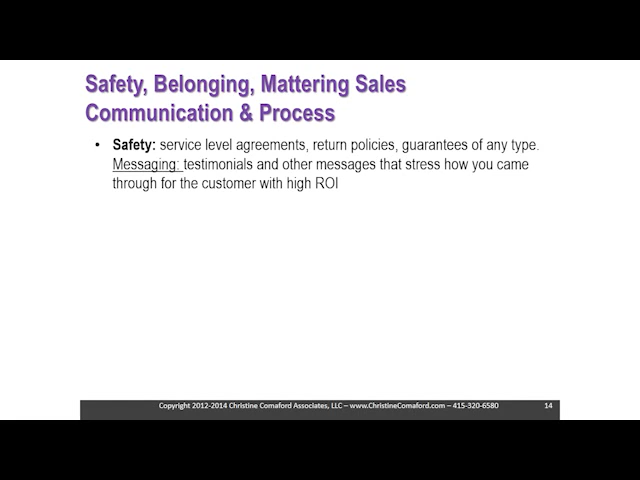 Safety, Belonging, Mattering Sales
Communication & Process
• Safety: service level agreements, return policies, guarantees of any type.
Messaging: testimonials and other messages that stress how you came
through for the customer with high ROI
Copyright 2012-2014 Christine Comaford Associates, LLC – www.ChristineComaford.com – 415-320-6580 14